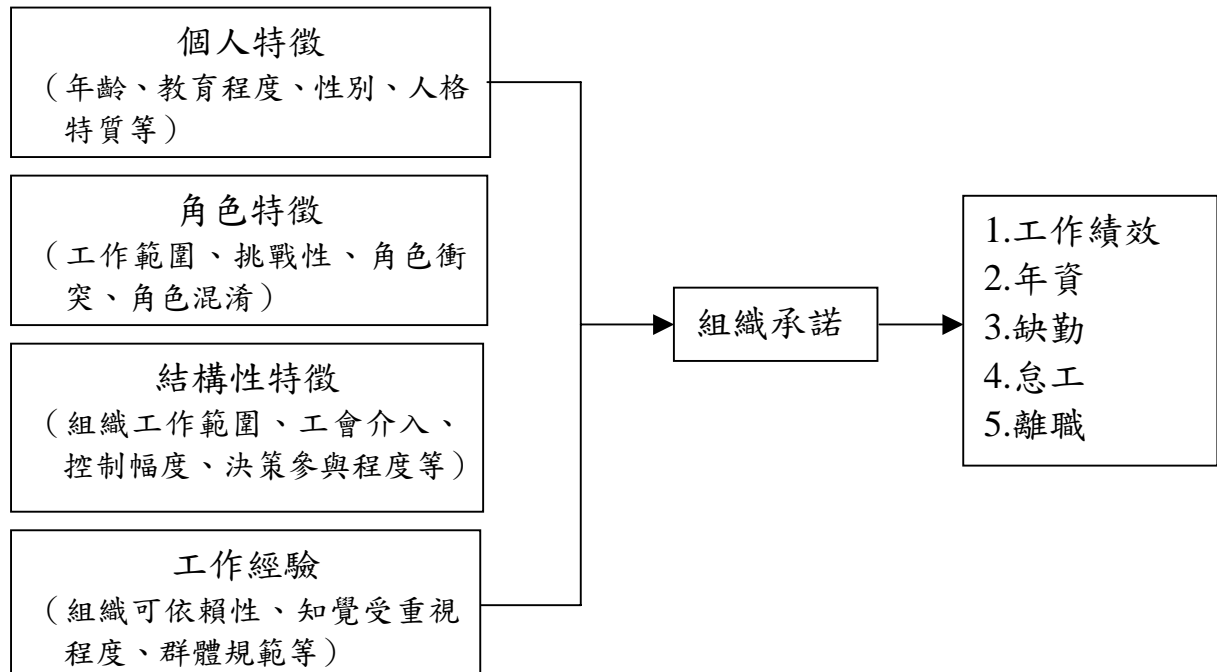 個人特徵
（年齡、教育程度、性別、人格
特質等）
角色特徵
（工作範圍、挑戰性、角色衝
突、角色混淆）
結構性特徵
（組織工作範圍、工會介入、
控制幅度、決策參與程度等）
工作經驗
（組織可依賴性、知覺受重視
程度、群體規範等）
組織承諾
1.工作績效
2.年資
3.缺勤
4.怠工
5.離職